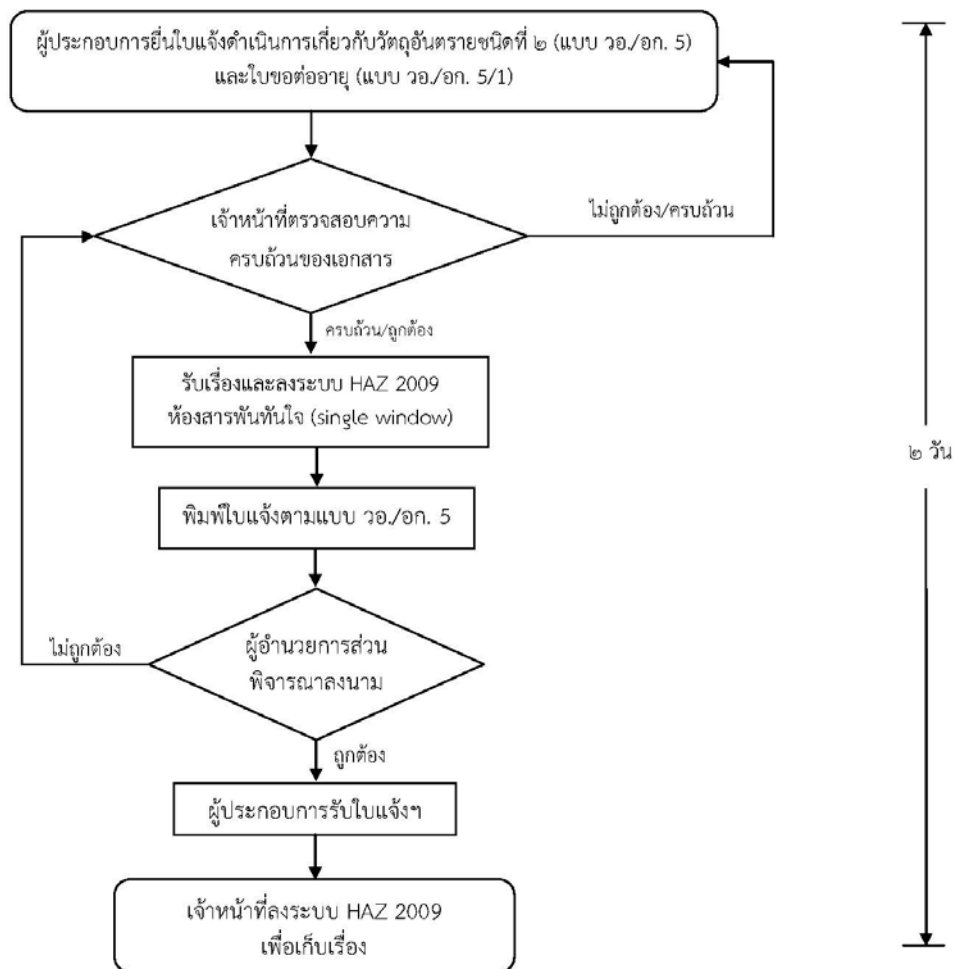 ผู้ประกอบการยื่นใบแจ้งดำเนินการเกี่ยวกับวัตถุอันตรายชนิดที่ ๒ (แบบ วอ./อก. 5)
และใบขอต่ออายุ (แบบ วอ./อก. 5/1)
เจ้าหน้าที่ตรวจสอบความ
ครบถ้วนของเอกสาร
ไม่ถูกต้อง/ครบถ้วน
ครบถ้วน/ถูกต้อง
รับเรื่องและลงระบบ HAZ 2009
ห้องสารพันทันใจ (single window)
๒ วัน
พิมพ์ใบแจ้งตามแบบ วอ./อก. 5
ไม่ถูกต้อง
ผู้อำนวยการส่วน
พิจารณาลงนาม
ถูกต้อง
ผู้ประกอบการรับใบแจ้งฯ
เจ้าหน้าที่ลงระบบ HAZ 2009
เพื่อเก็บเรื่อง